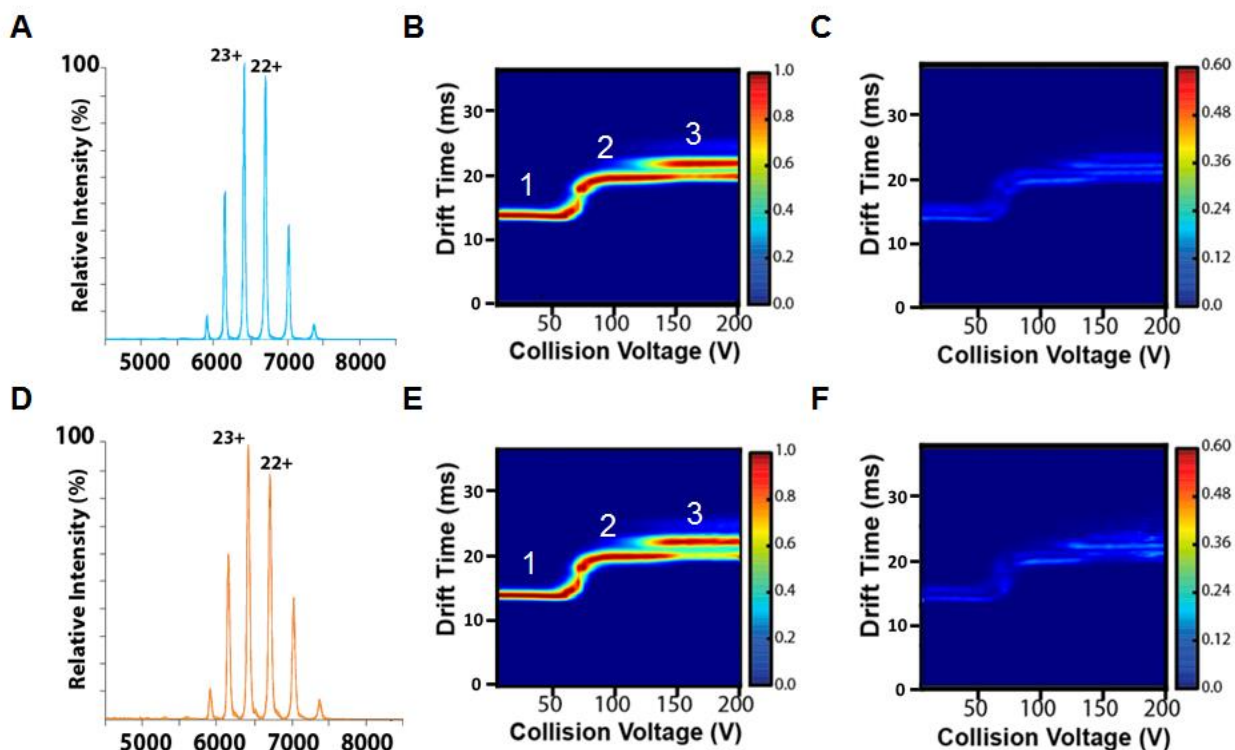 A
100
23+
22+
Relative Intensity (%)
5000 6000 7000 8000
B
Drift Time (ms)
30
20
10
0
1
2
3
50 100 150 200
Collision Voltage (V)
1.0
0.8
0.6
0.4
0.2
0.0
C
Drift Time (ms)
30
20
10
0
50 100 150 200
Collision Voltage (V)
0.60
0.48
0.36
0.24
0.12
0.0
D
100
23+
22+
Relative Intensity (%)
5000 6000 7000 8000
E
Drift Time (ms)
30
20
10
0
1
2
3
50 100 150 200
Collision Voltage (V)
1.0
0.8
0.6
0.4
0.2
0.0
F
Drift Time (ms)
30
20
10
0
50 100 150 200
Collision Voltage (V)
0.60
0.48
0.36
0.24
0.12
0.0